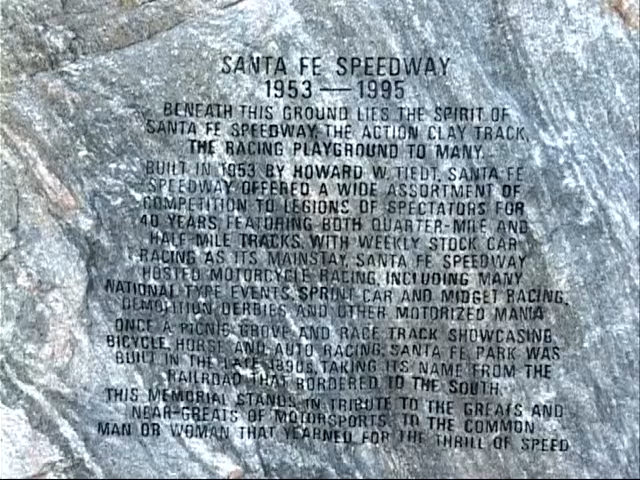 SANTA FE SPEEDWAY
1953 — 1995
BENEATH THIS GROUND LIES THE SPIRIT OF
SANTA FE SPEEDWAY, THE ACTION CLAY TRACK,
THE RACING PLAYGROUND TO MANY.
BUILT IN 1953 BY HOWARD W. TIEDT, SANTA FE
SPEEDWAY OFFERED A WIDE ASSORTMENT OF
COMPETITION TO LEGIONS OF SPECTATORS FOR
40 YEARS, FEATURING BOTH QUARTER-MILE AND
HALF-MILE TRACKS. WITH WEEKLY STOCK CAR
RACING AS ITS MAINSTAY, SANTA FE SPEEDWAY
HOSTED MOTORCYCLE RACING, INCLUDING MANY
NATIONAL TYPE EVENTS, SPRINT CAR AND MIDGET RACING,
DEMOLITION DERBIES, AND OTHER MOTORIZED MANIA.
ONCE A PICNIC GROVE AND RACE TRACK SHOWCASING
BICYCLE, HORSE AND AUTO RACING, SANTA FE PARK WAS
BUILT IN THE LATE 1890S, TAKING ITS NAME FROM THE
RAILROAD THAT BORDERED TO THE SOUTH.
THIS MEMORIAL STANDS IN TRIBUTE TO THE GREATS AND
NEAR-GREATS OF MOTORSPORTS, TO THE COMMON
MAN OR WOMAN THAT YEARNED FOR THE THRILL OF SPEED